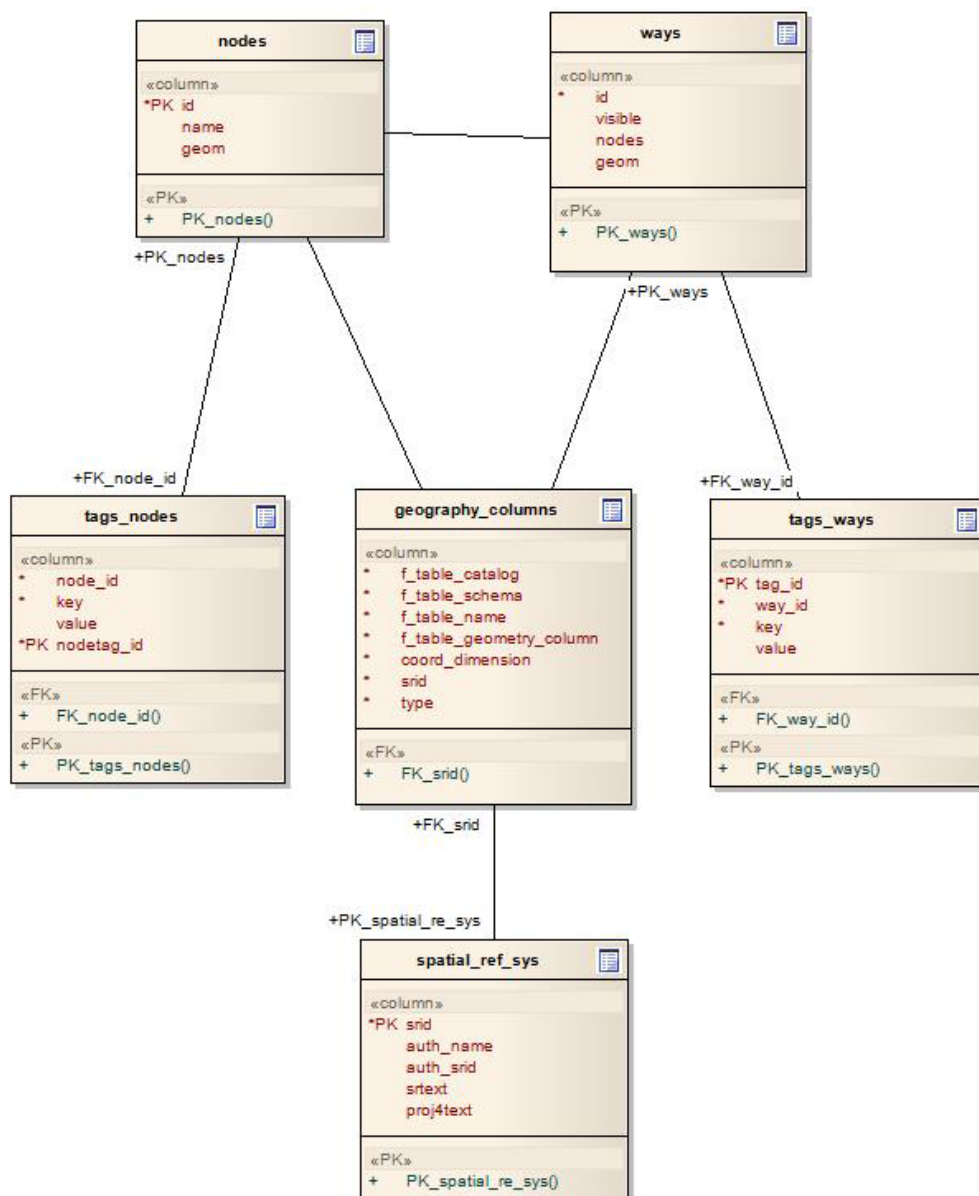 nodes
«column»
*PK id
name
geom
«PK»
+ PK_nodes()
ways
«column»
* id
visible
nodes
geom
«PK»
+ PK_ways()
+PK_nodes
+PK_ways
+FK_node_id
+FK_way_id
tags_nodes
«column»
* node_id
* key
value
*PK nodetag_id
«FK»
+ FK_node_id()
«PK»
+ PK_tags_nodes()
geography_columns
«column»
* f_table_catalog
* f_table_schema
* f_table_name
* f_table_geometry_column
* coord_dimension
* srid
* type
«FK»
+ FK_srid()
tags_ways
«column»
*PK tag_id
* way_id
* key
value
«FK»
+ FK_way_id()
«PK»
+ PK_tags_ways()
+FK_srid
+PK_spatial_re_sys
spatial_ref_sys
«column»
*PK srid
auth_name
auth_srid
srtext
proj4text
«PK»
+ PK_spatial_re_sys()